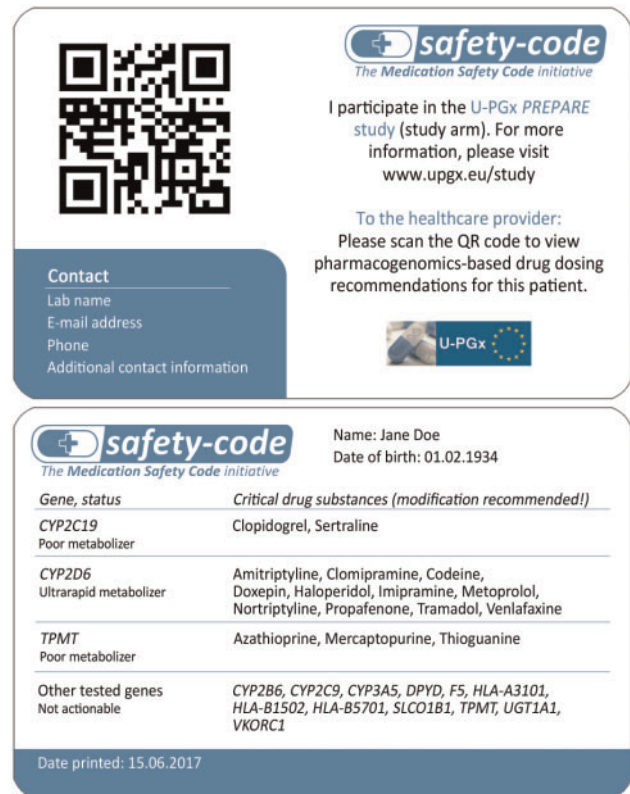 safety-code
The Medication Safety Code initiative
I participate in the U-PGx PREPARE
study (study arm). For more
information, please visit
www.upgx.eu/study
To the healthcare provider:
Please scan the QR code to view
pharmacogenomics-based drug dosing
recommendations for this patient.
U-PGx
Contact
Lab name
E-mail address
Phone
Additional contact information
safety-code
The Medication Safety Code initiative
Name: Jane Doe
Date of birth: 01.02.1934
Gene, status
Critical drug substances (modification recommended!)
CYP2C19
Poor metabolizer
Clopidogrel, Sertraline
CYP2D6
Ultrarapid metabolizer
Amitriptyline, Clomipramine, Codeine,
Doxepin, Haloperidol, Imipramine, Metoprolol,
Nortriptyline, Propafenone, Tramadol, Venlafaxine
TPMT
Poor metabolizer
Azathioprine, Mercaptopurine, Thioguanine
Other tested genes
Not actionable
CYP2B6, CYP2C9, CYP3A5, DPYD, F5, HLA-A3101,
HLA-B1502, HLA-B5701, SLCO1B1, TPMT, UGT1A1,
VKORC1
Date printed: 15.06.2017